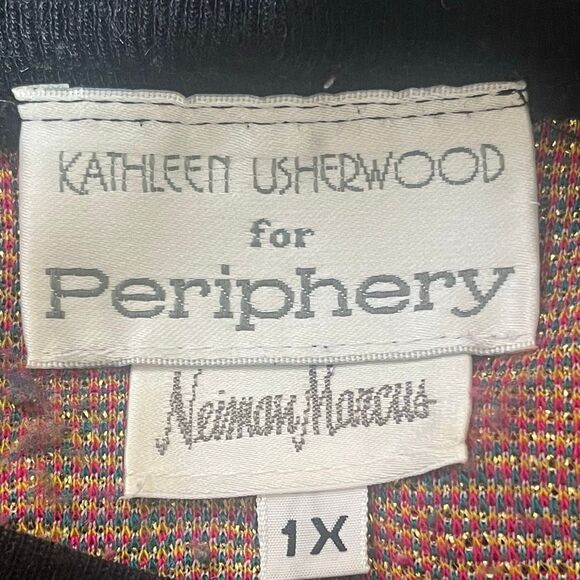 KATHLEEN USHERWOOD
for
Periphery
Neiman Marcus
1X